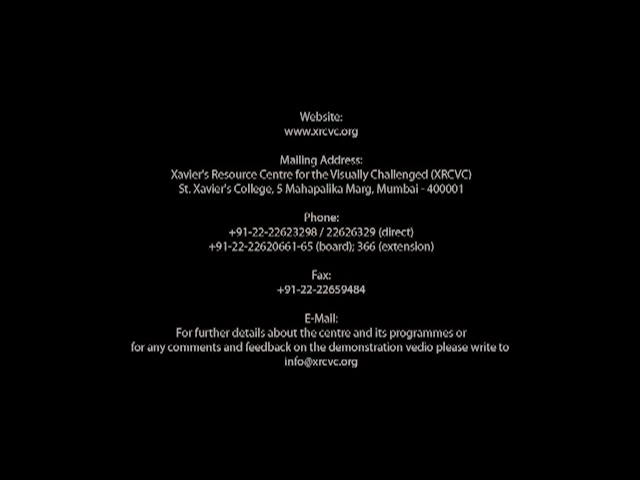 Website:
www.xrcvc.org
Mailing Address:
Xavier's Resource Centre for the Visually Challenged (XRCVC)
St. Xavier's College, 5 Mahapalika Marg, Mumbai - 400001
Phone:
+91-22-22623298 / 22626329 (direct)
+91-22-22620661-65 (board); 366 (extension)
Fax:
+91-22-22659484
E-Mail:
For further details about the centre and its programmes or
for any comments and feedback on the demonstration vedio please write to
info@xrcvc.org